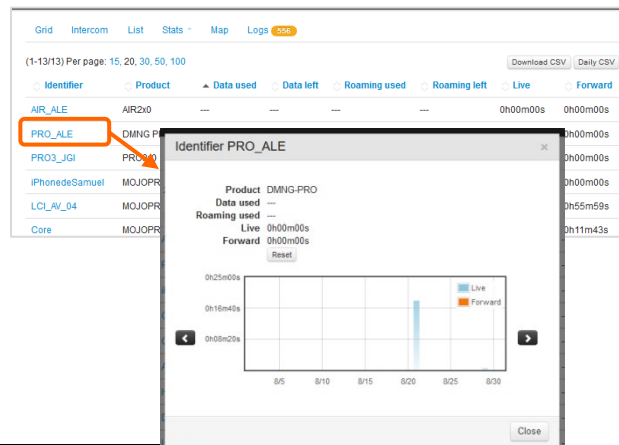 Grid Intercom List Stats Map Logs 556
(1-13/13) Per page: 15, 20, 30, 50, 100 Download CSV Daily CSV
Identifier Product Data used Data left Roaming used Roaming left Live Forward
AIR_ALE AIR2x0 --- --- --- --- 0h00m00s 0h00m00s
PRO_ALE DMNG P 0h00m00s
PRO3_JGI 0h00m00s
iPhonedeSamuel MOJOPR 0h00m00s
LCI_AV_04 MOJOPR 0h55m59s
Core MOJOPR 0h11m43s
Identifier PRO_ALE ×
Product DMNG-PRO
Data used ---
Roaming used ---
Live 0h00m00s
Forward 0h00m00s
Reset
0h25m00s
0h16m40s
0h08m20s
Live
Forward
8/5 8/10 8/15 8/20 8/25 8/30
Close